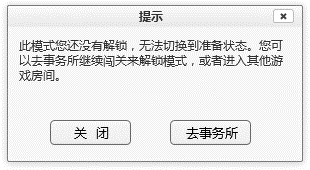 提示
此模式您还没有解锁，无法切换到准备状态。您可
以去事务所继续闯关来解锁模式，或者进入其他游
戏房间。
关 闭
去事务所